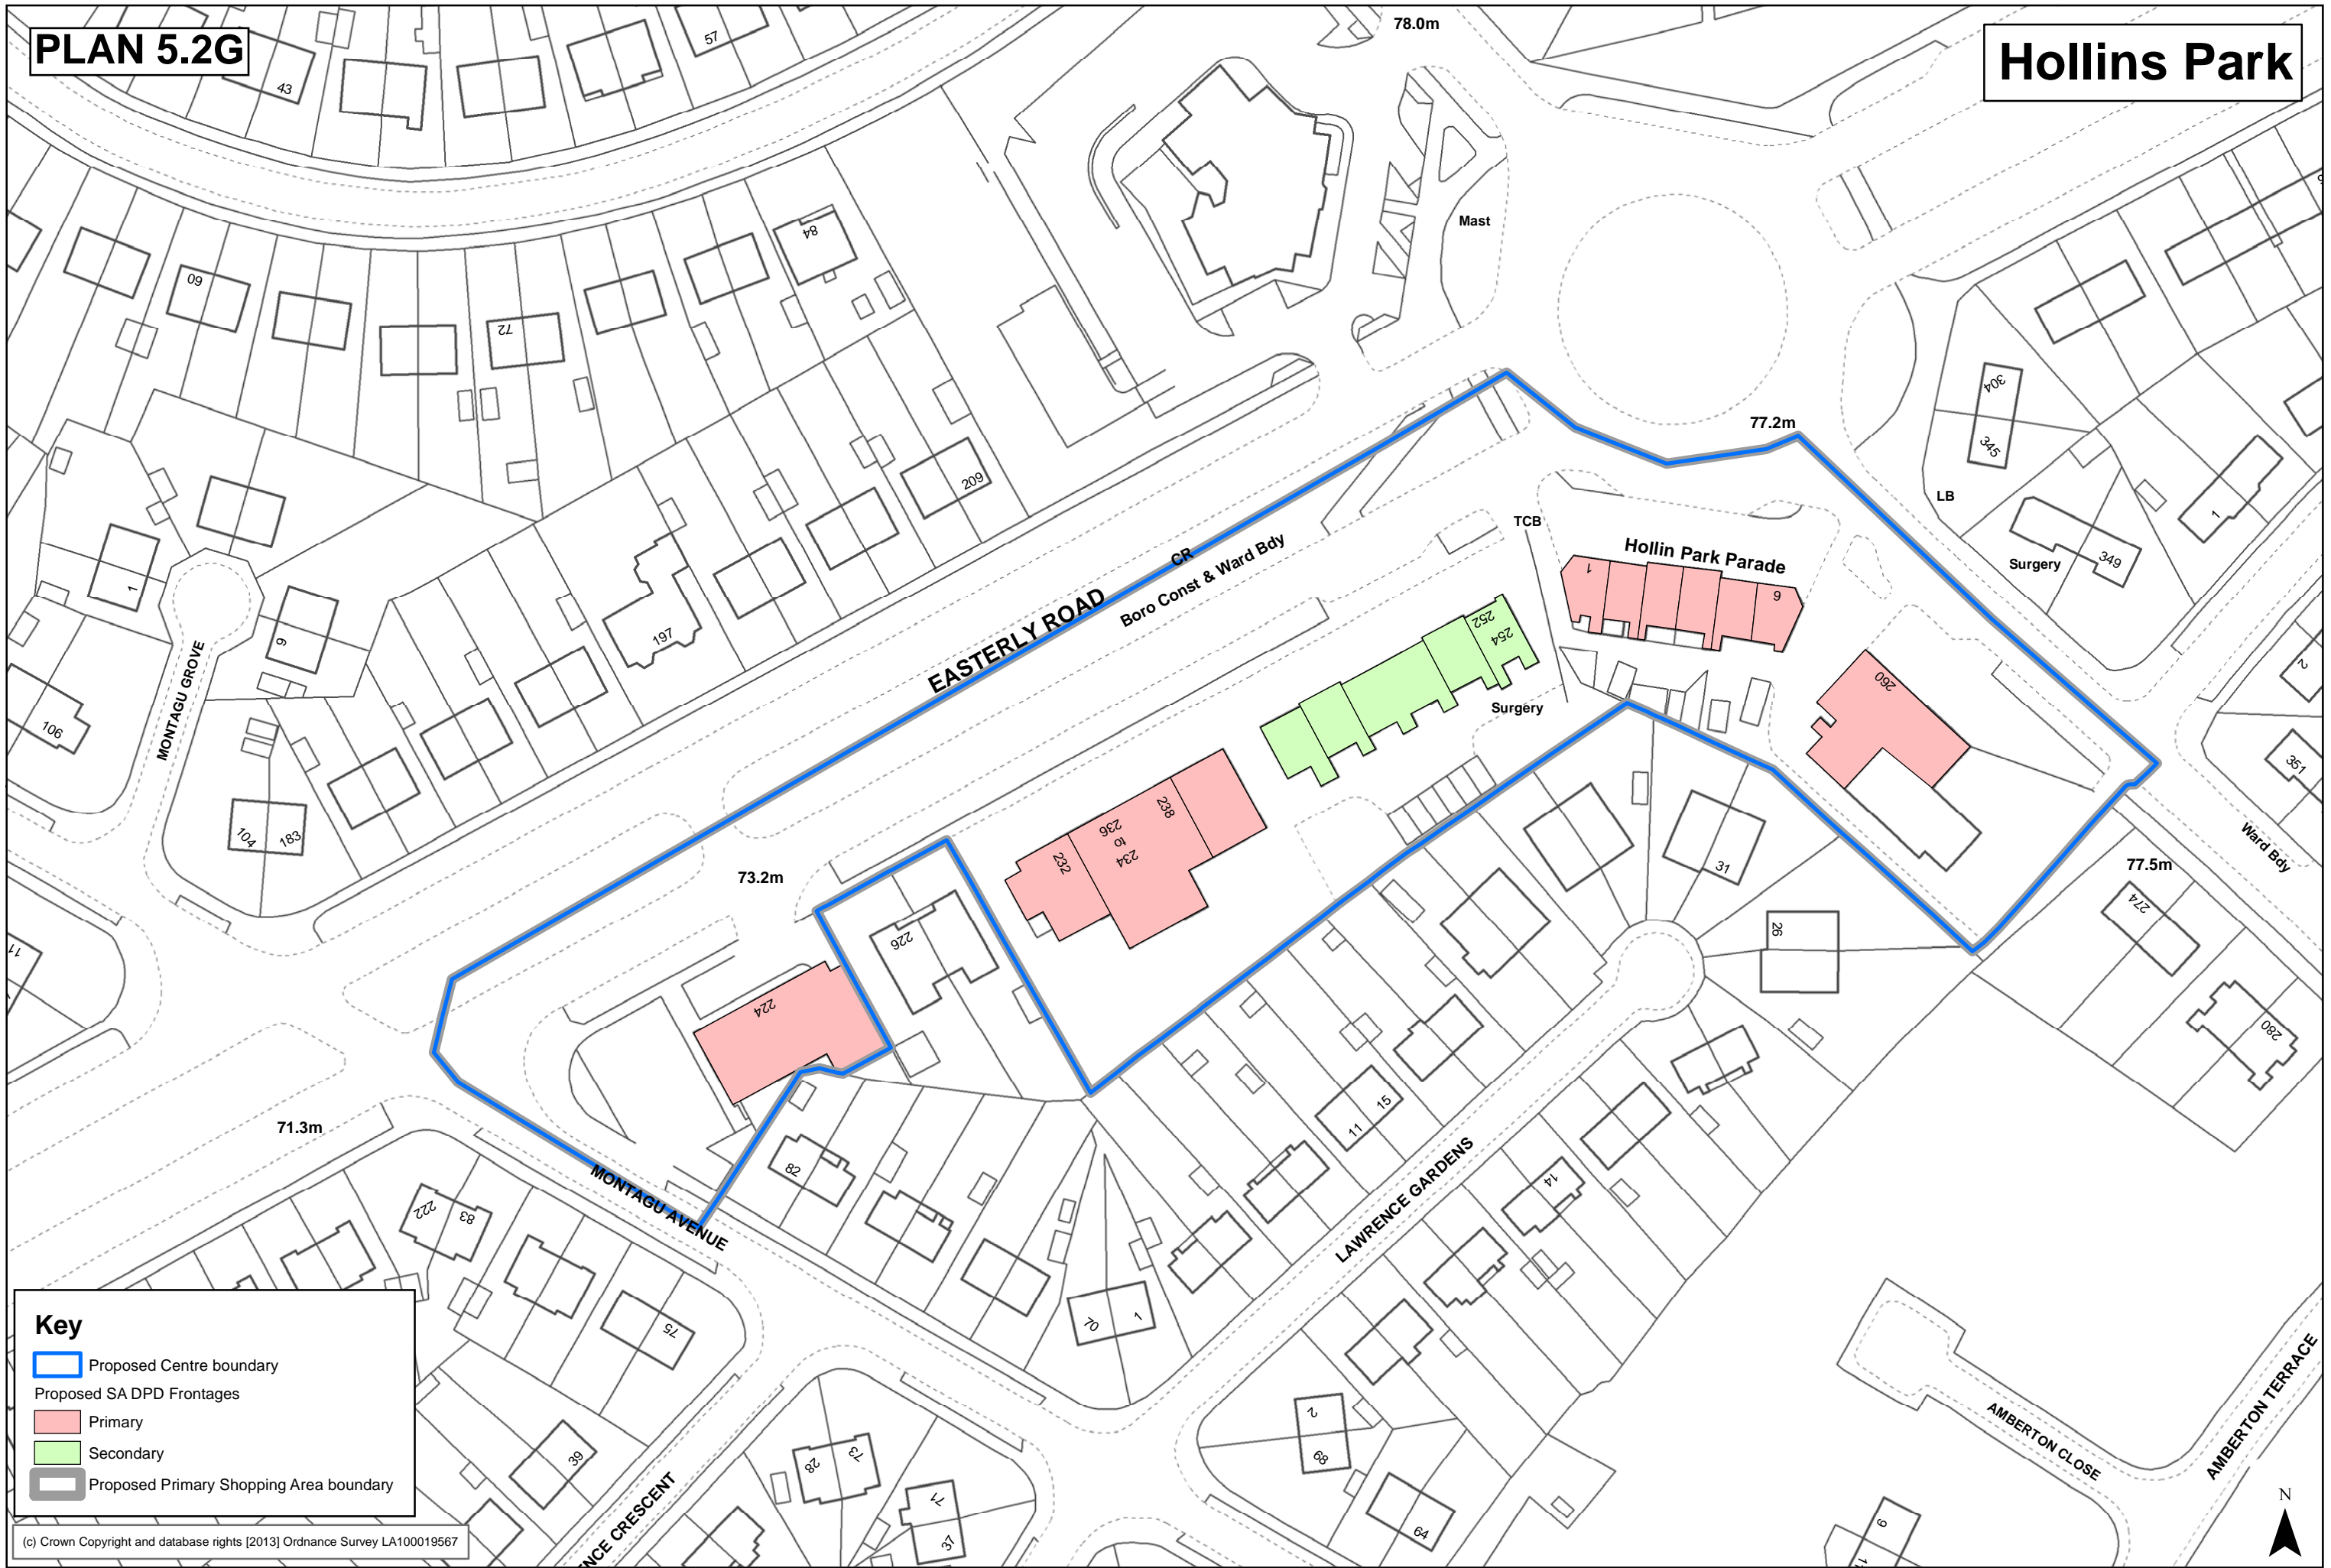 PLAN 5.2G
Hollins Park
78.0m
57
43
84
60
72
Mast
304
345
LB
77.2m
1
349
Surgery
209
TCB
Hollin Park Parade
1
6
CR
Boro Const & Ward Bdy
EASTERLY ROAD
197
252
254
Surgery
260
2
351
Ward Bdy
77.5m
274
280
1
9
106
MONTAGU GROVE
104
183
73.2m
238
236
to
234
232
226
224
31
26
71.3m
82
MONTAGU AVENUE
222
83
75
70
1
11
15
14
LAWRENCE GARDENS
2
68
64
39
28
73
71
37
NCE CRESCENT
AMBERTON CLOSE
AMBERTON TERRACE
9
11
N
Key
Proposed Centre boundary
Proposed SA DPD Frontages
Primary
Secondary
Proposed Primary Shopping Area boundary
(c) Crown Copyright and database rights [2013] Ordnance Survey LA100019567